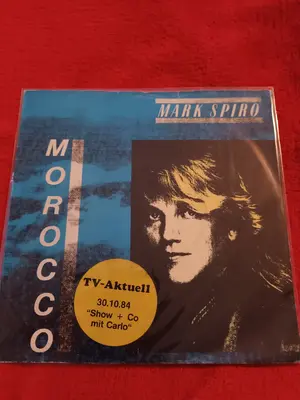 MARK SPIRO
MOROCCO
TV-Aktuell
30.10.84
"Show + Co
mit Carlo"